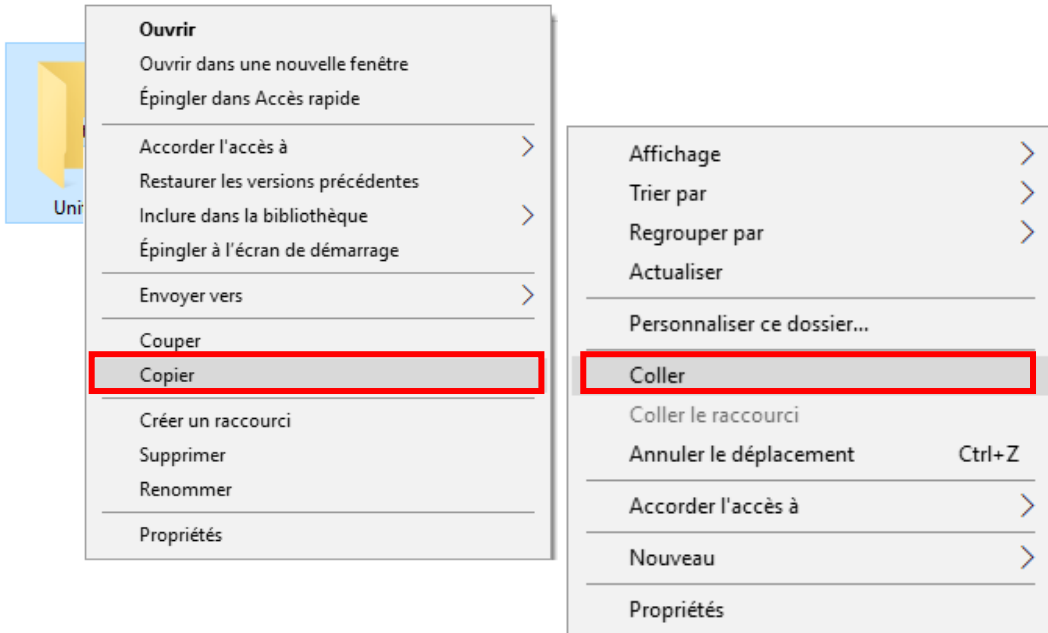 Ouvrir
Ouvrir dans une nouvelle fenêtre
Épingler dans Accès rapide
Accorder l'accès à
Restaurer les versions précédentes
Inclure dans la bibliothèque
Épingler à l’écran de démarrage
Envoyer vers
Couper
Copier
Créer un raccourci
Supprimer
Renommer
Propriétés
Affichage
Trier par
Regrouper par
Actualiser
Personnaliser ce dossier...
Coller
Coller le raccourci
Annuler le déplacement Ctrl+Z
Accorder l'accès à
Nouveau
Propriétés